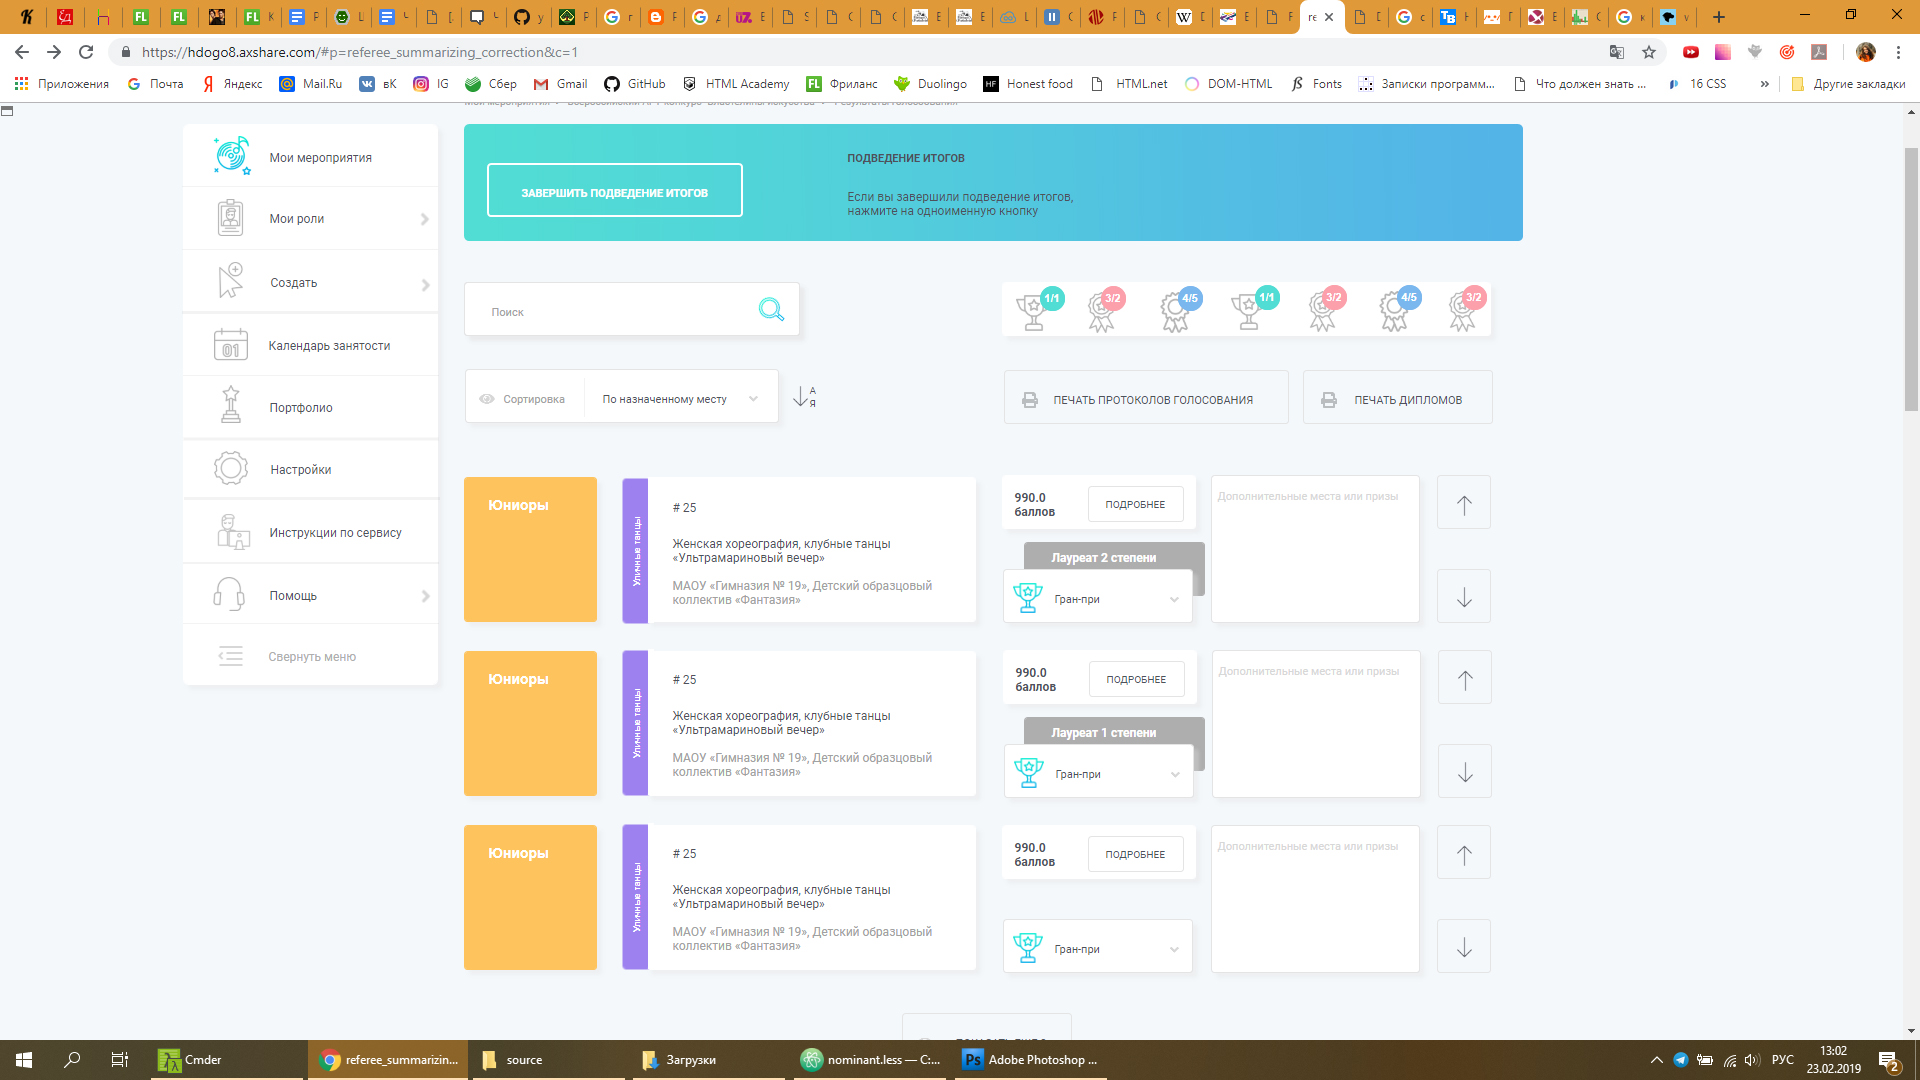 https://hdogo8.axshare.com/#p=referee_summarizing_correction&c=1
Приложения
Почта
Яндекс
Mail.Ru
вК
IG
Сбер
Gmail
GitHub
HTML Academy
Фриланс
Duolingo
Honest food
HTML.net
DOM-HTML
Fonts
Записки программ...
Что должен знать ...
16 CSS
»
Другие закладки
Мои мероприятия
Мои роли
Создать
Календарь занятости
Портфолио
Настройки
Инструкции по сервису
Помощь
Свернуть меню
ЗАВЕРШИТЬ ПОДВЕДЕНИЕ ИТОГОВ
ПОДВЕДЕНИЕ ИТОГОВ
Если вы завершили подведение итогов,
нажмите на одноименную кнопку
Поиск
1/1 3/2 4/5 1/1 3/2 4/5 3/2
Сортировка
По назначенному месту
А
Я
ПЕЧАТЬ ПРОТОКОЛОВ ГОЛОСОВАНИЯ
ПЕЧАТЬ ДИПЛОМОВ
Юниоры
Уличные танцы
# 25
Женская хореография, клубные танцы
«Ультрамариновый вечер»
МАОУ «Гимназия № 19», Детский образцовый
коллектив «Фантазия»
990.0
баллов
ПОДРОБНЕЕ
Лауреат 2 степени
Гран-при
Дополнительные места или призы
Юниоры
Уличные танцы
# 25
Женская хореография, клубные танцы
«Ультрамариновый вечер»
МАОУ «Гимназия № 19», Детский образцовый
коллектив «Фантазия»
990.0
баллов
ПОДРОБНЕЕ
Лауреат 1 степени
Гран-при
Дополнительные места или призы
Юниоры
Уличные танцы
# 25
Женская хореография, клубные танцы
«Ультрамариновый вечер»
МАОУ «Гимназия № 19», Детский образцовый
коллектив «Фантазия»
990.0
баллов
ПОДРОБНЕЕ
Гран-при
Дополнительные места или призы
Cmder
referee_summarizin...
source
Загрузки
nominant.less — C:...
Adobe Photoshop ...
РУС
13:02
23.02.2019
2